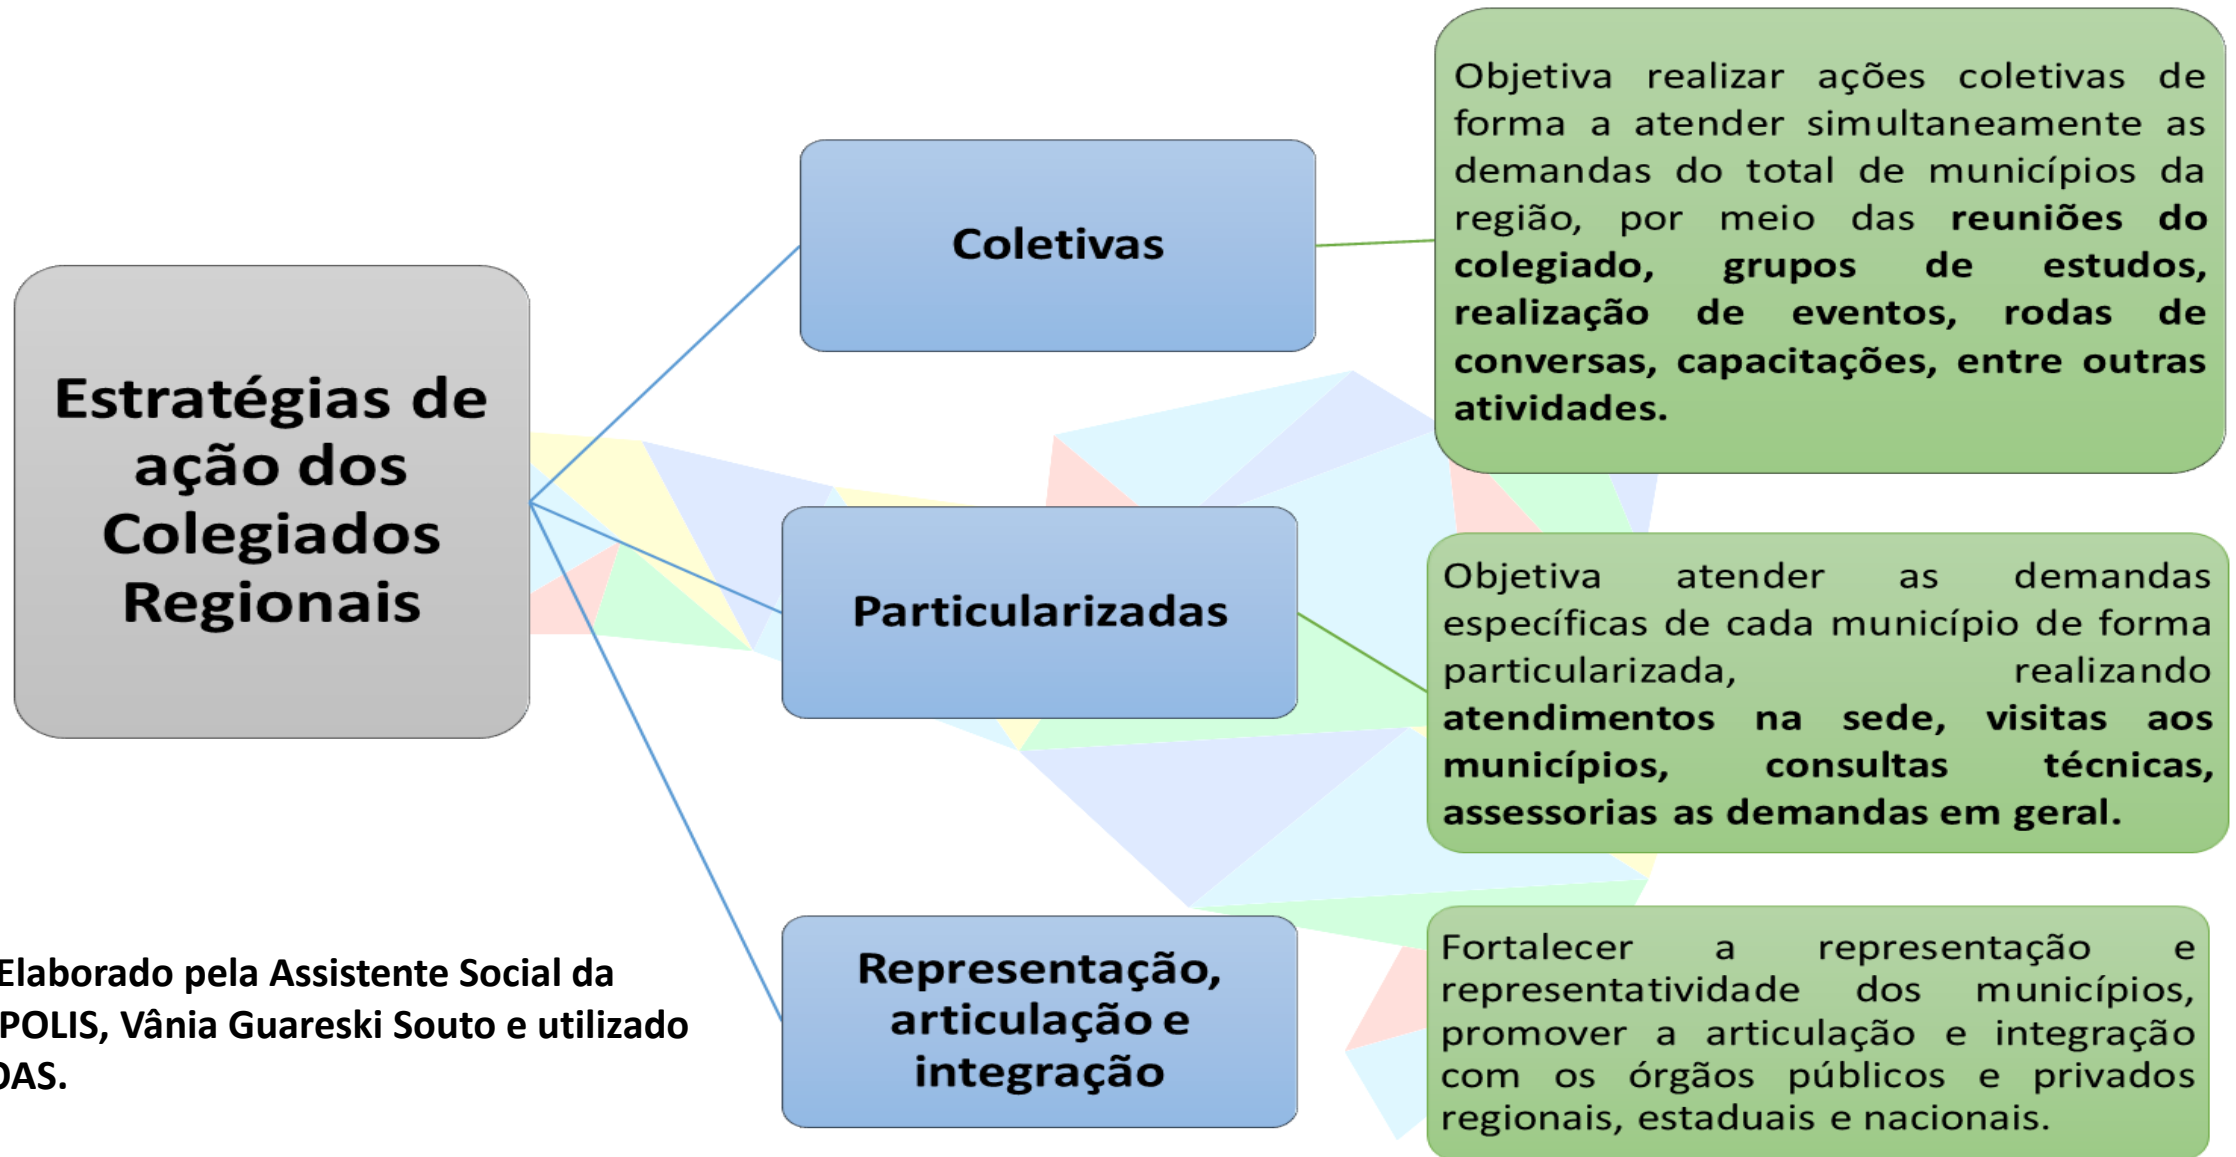 Estratégias de
ação dos
Colegiados
Regionais
Coletivas
Objetiva realizar ações coletivas de
forma a atender simultaneamente as
demandas do total de municípios da
região, por meio das reuniões do
colegiado, grupos de estudos,
realização de eventos, rodas de
conversas, capacitações, entre outras
atividades.
Particularizadas
Objetiva atender as demandas
específicas de cada município de forma
particularizada, realizando
atendimentos na sede, visitas aos
municípios, consultas técnicas,
assessorias as demandas em geral.
Representação,
articulação e
integração
Fortalecer a representação e
representatividade dos municípios,
promover a articulação e integração
com os órgãos públicos e privados
regionais, estaduais e nacionais.
Elaborado pela Assistente Social da
POLIS, Vânia Guareski Souto e utilizado
DAS.